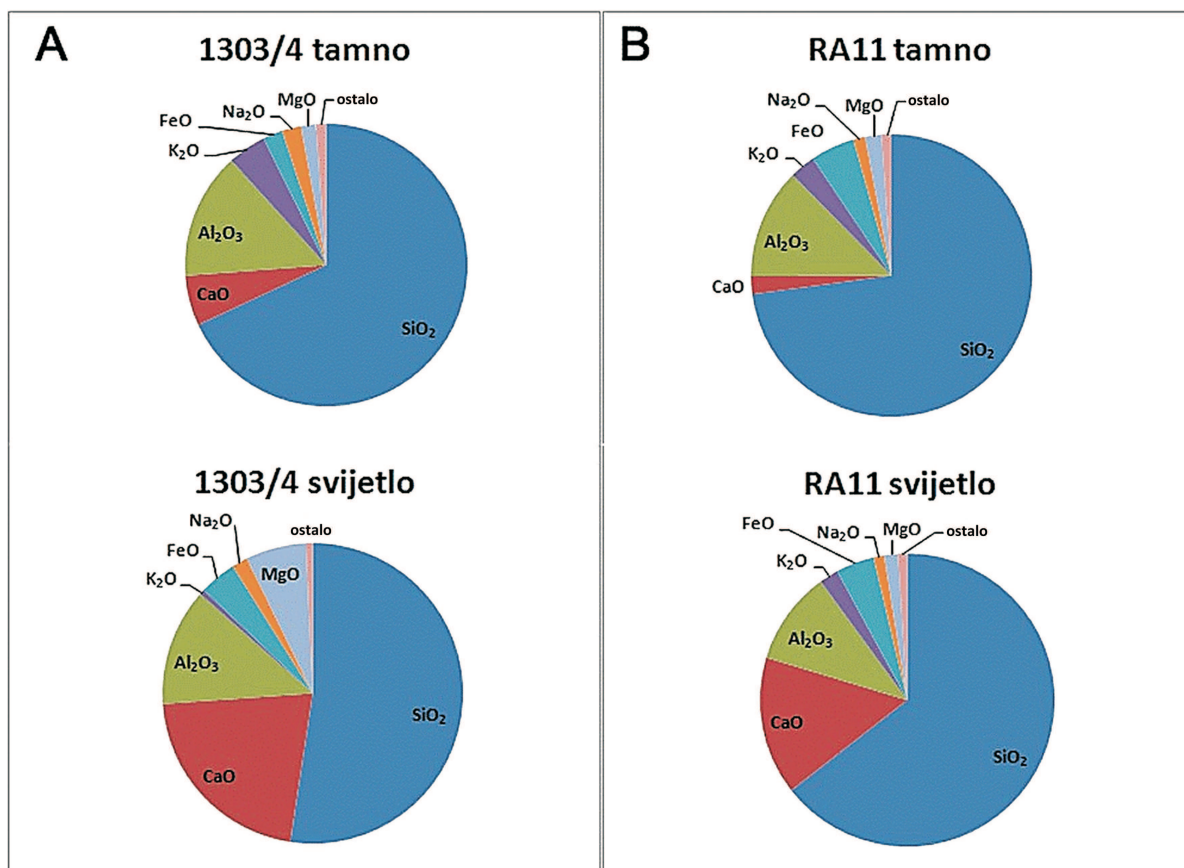 A
1303/4 tamno
MgO
ostalo
Na₂O
FeO
K₂O
Al₂O₃
CaO
SiO₂
B
RA11 tamno
Na₂O
MgO
ostalo
FeO
K₂O
Al₂O₃
CaO
SiO₂
1303/4 svijetlo
Na₂O
ostalo
FeO
K₂O
MgO
Al₂O₃
SiO₂
CaO
RA11 svijetlo
FeO
Na₂O
MgO
ostalo
K₂O
Al₂O₃
CaO
SiO₂